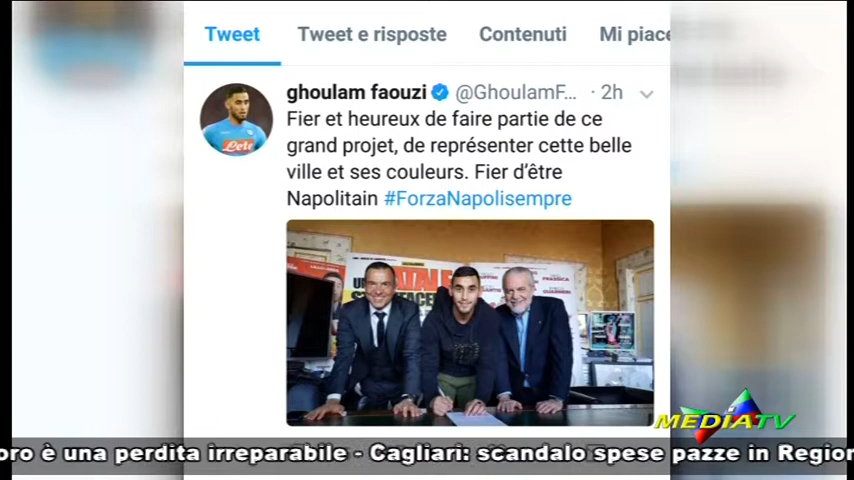 Tweet Tweet e risposte Contenuti Mi piace
ghoulam faouzi @GhoulamF... · 2h
Fier et heureux de faire partie de ce
grand projet, de représenter cette belle
ville et ses couleurs. Fier d'être
Napolitain #ForzaNapolisempre
Lete
MEDIATV
oro è una perdita irreparabile - Cagliari: scandalo spese pazze in Region